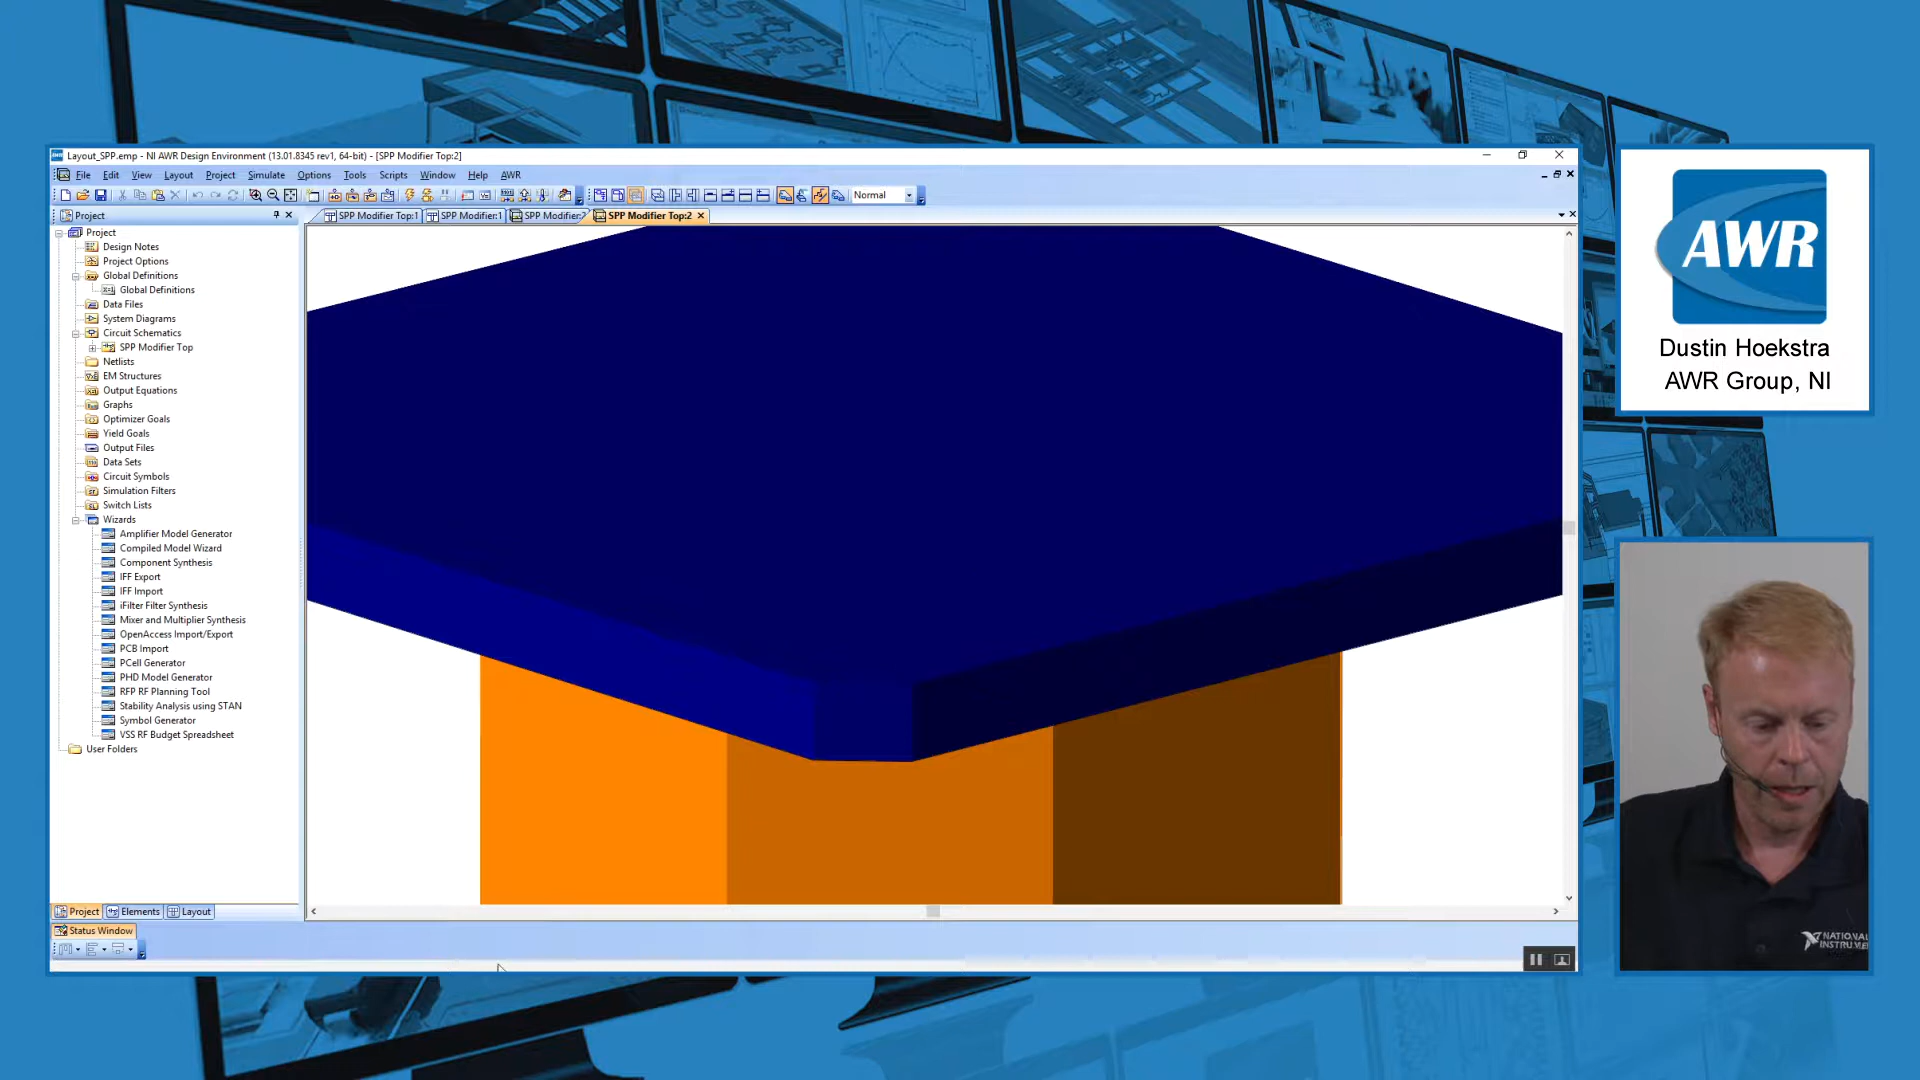 Layout_SPP.emp - NI AWR Design Environment (13.01.8345 rev1, 64-bit) - [SPP Modifier Top:2]
File Edit View Layout Project Simulate Options Tools Scripts Window Help AWR
Normal
Project
SPP Modifier Top:1
SPP Modifier:1
SPP Modifier:2
SPP Modifier Top:2
Project
Design Notes
Project Options
Global Definitions
Global Definitions
Data Files
System Diagrams
Circuit Schematics
SPP Modifier Top
Netlists
EM Structures
Output Equations
Graphs
Optimizer Goals
Yield Goals
Output Files
Data Sets
Circuit Symbols
Simulation Filters
Switch Lists
Wizards
Amplifier Model Generator
Compiled Model Wizard
Component Synthesis
IFF Export
IFF Import
iFilter Filter Synthesis
Mixer and Multiplier Synthesis
OpenAccess Import/Export
PCB Import
PCell Generator
PHD Model Generator
RFP RF Planning Tool
Stability Analysis using STAN
Symbol Generator
VSS RF Budget Spreadsheet
User Folders
Project Elements Layout
Status Window
AWR
Dustin Hoekstra
AWR Group, NI
NATIONAL